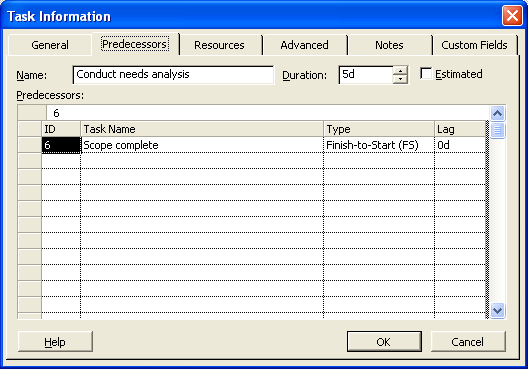 Task Information
General Predecessors Resources Advanced Notes Custom Fields
Name: Conduct needs analysis Duration: 5d Estimated
Predecessors:
6
ID Task Name Type Lag
6 Scope complete Finish-to-Start (FS) 0d
Help OK Cancel